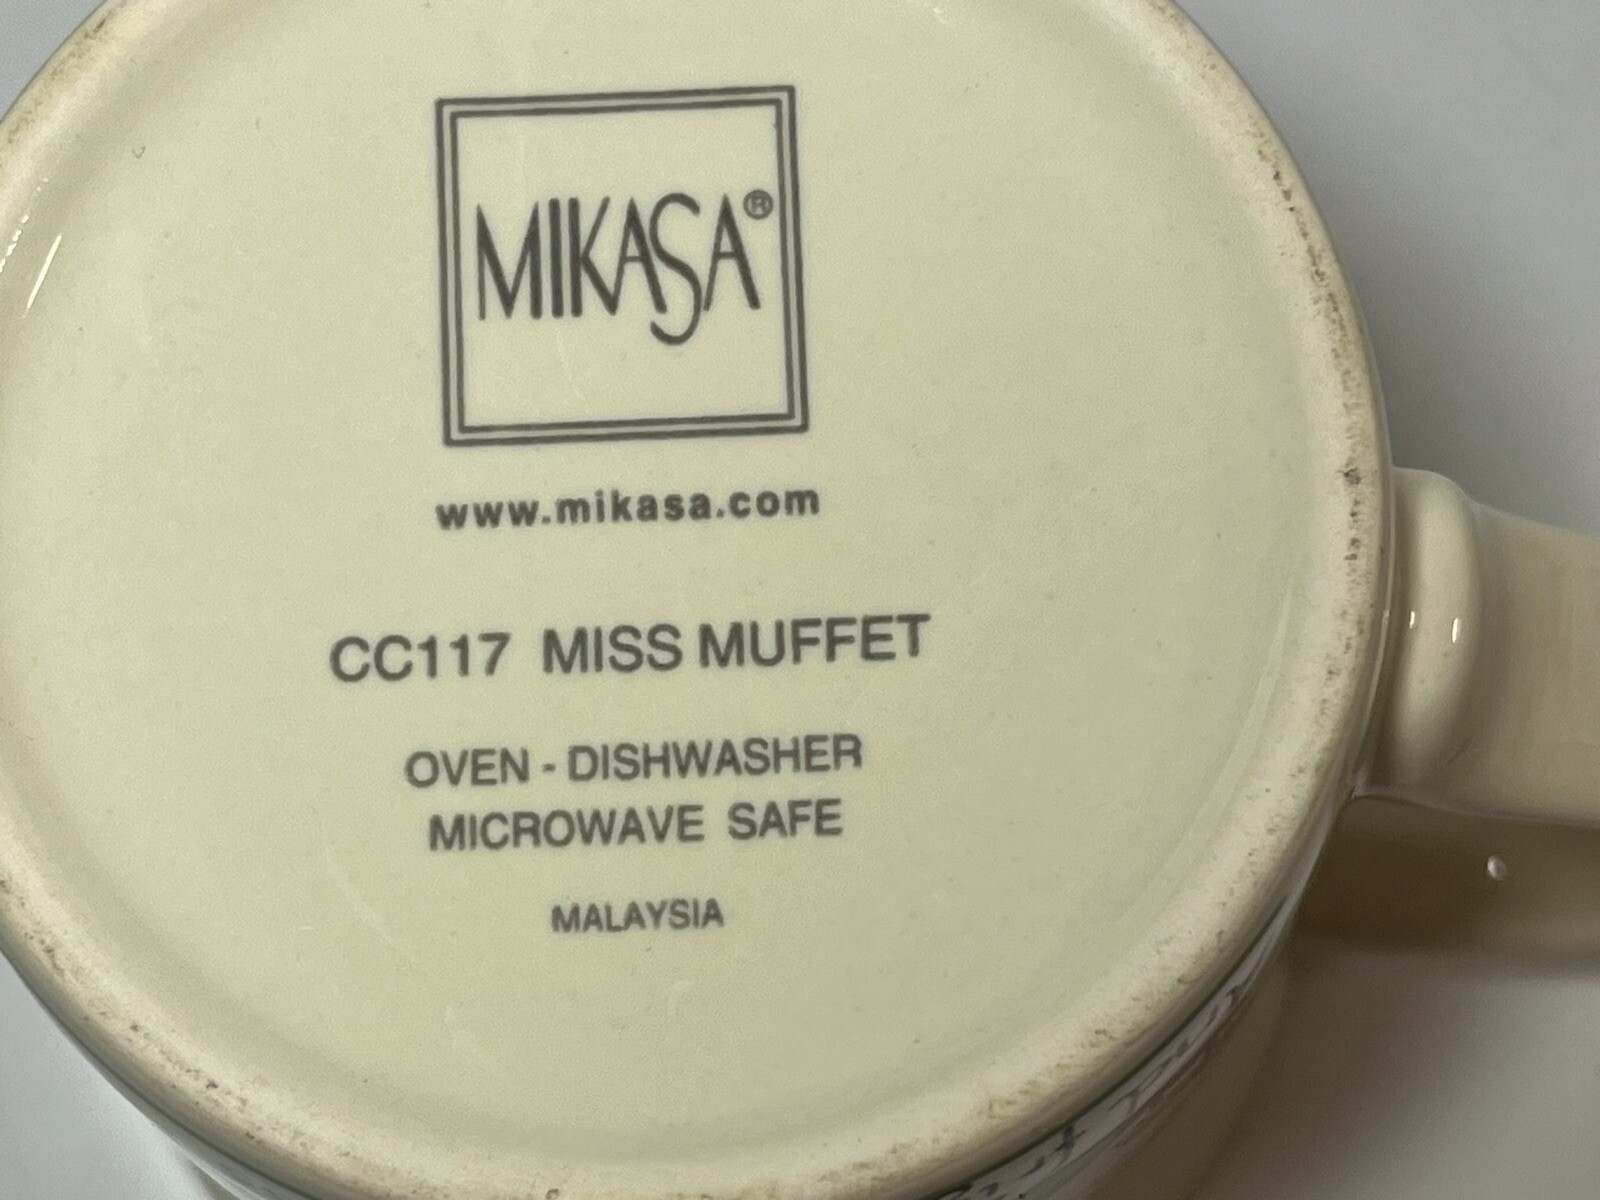 MIKASA®
www.mikasa.com
CC117 MISS MUFFET
OVEN - DISHWASHER
MICROWAVE SAFE
MALAYSIA